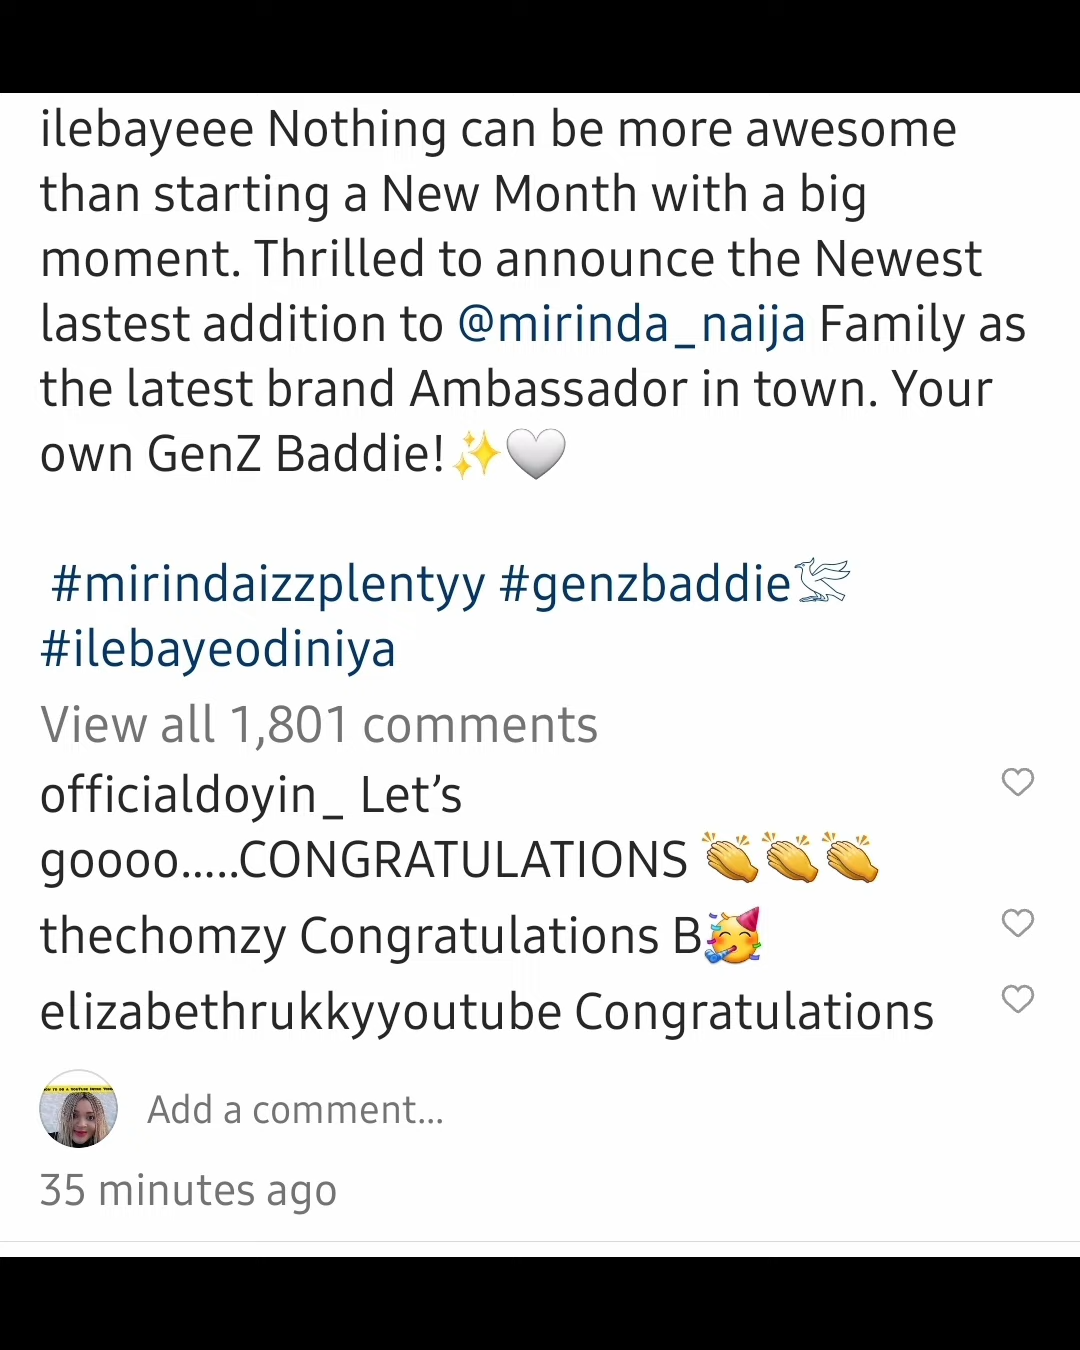 ilebayeee Nothing can be more awesome
than starting a New Month with a big
moment. Thrilled to announce the Newest
lastest addition to @mirinda_naija Family as
the latest brand Ambassador in town. Your
own GenZ Baddie!✨🤍
#mirindaizzplentyy #genzbaddie𓅓
#ilebayeodiniya
View all 1,801 comments
officialdoyin_ Let’s
goooo.....CONGRATULATIONS 👏👏👏
thechomzy Congratulations B🥳
elizabethrukkyyoutube Congratulations
Add a comment...
35 minutes ago